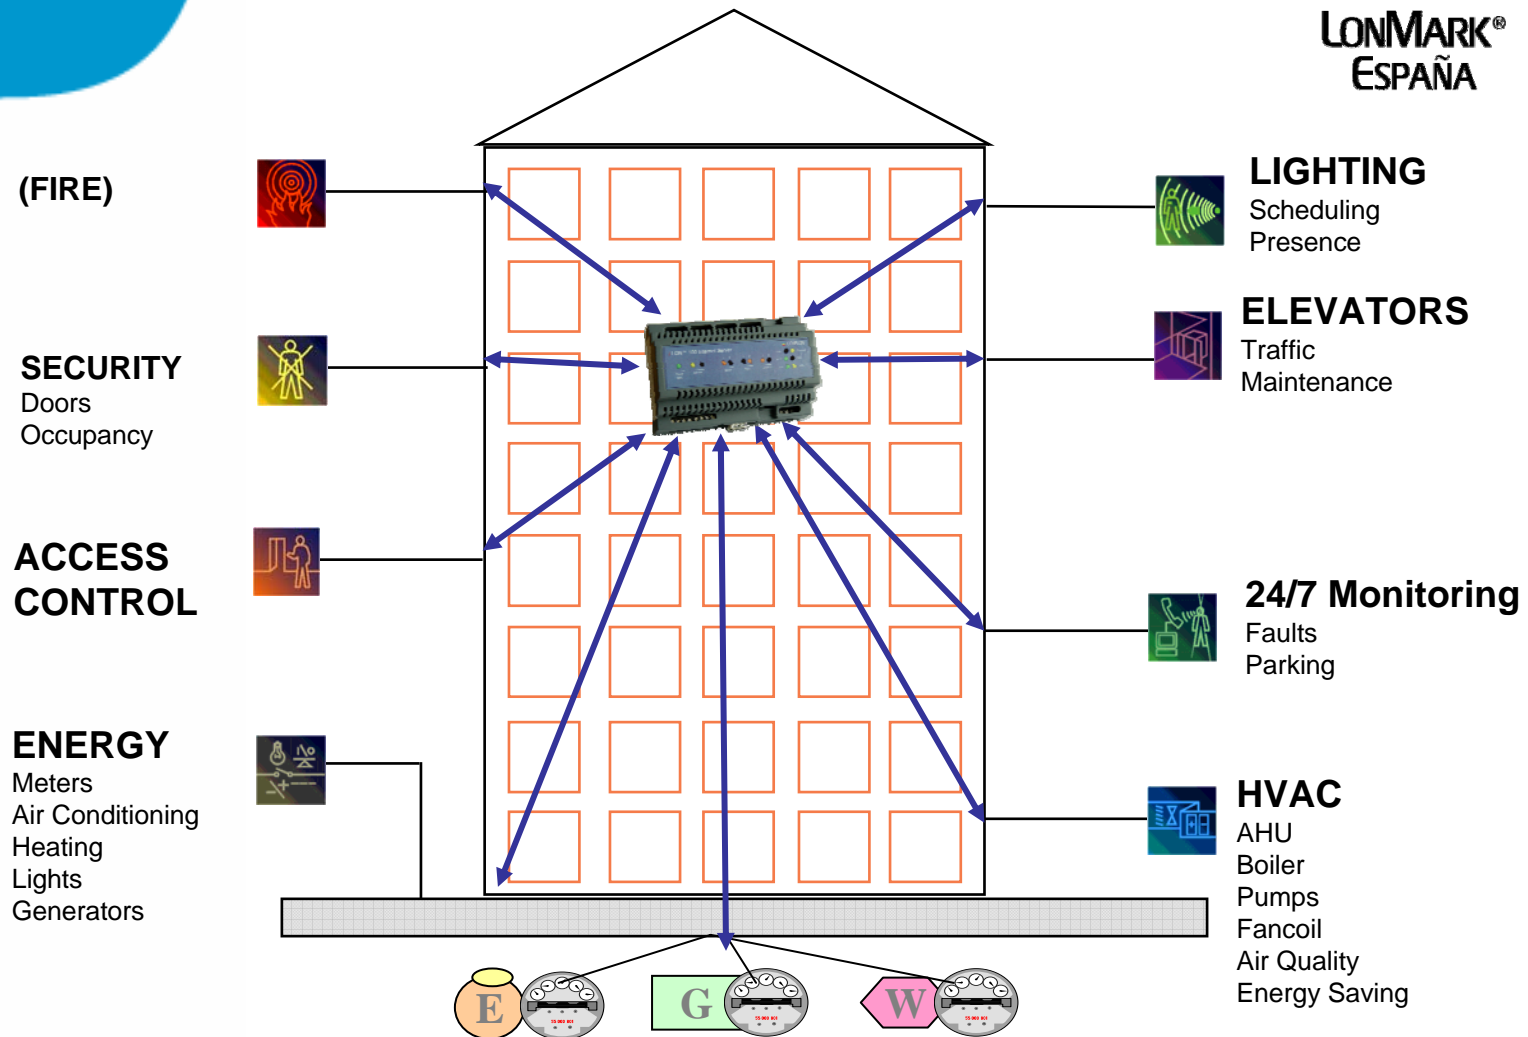 LONMARK®
ESPAÑA
(FIRE)
SECURITY
Doors
Occupancy
ACCESS
CONTROL
ENERGY
Meters
Air Conditioning
Heating
Lights
Generators
LIGHTING
Scheduling
Presence
ELEVATORS
Traffic
Maintenance
24/7 Monitoring
Faults
Parking
HVAC
AHU
Boiler
Pumps
Fancoil
Air Quality
Energy Saving
E
G
W